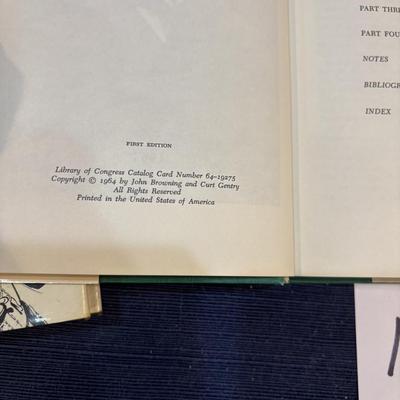 FIRST EDITION
Library of Congress Catalog Card Number 64-19275
Copyright © 1964 by John Browning and Curt Gentry
All Rights Reserved
Printed in the United States of America
PART THRE
PART FOU
NOTES
BIBLIOGR
INDEX